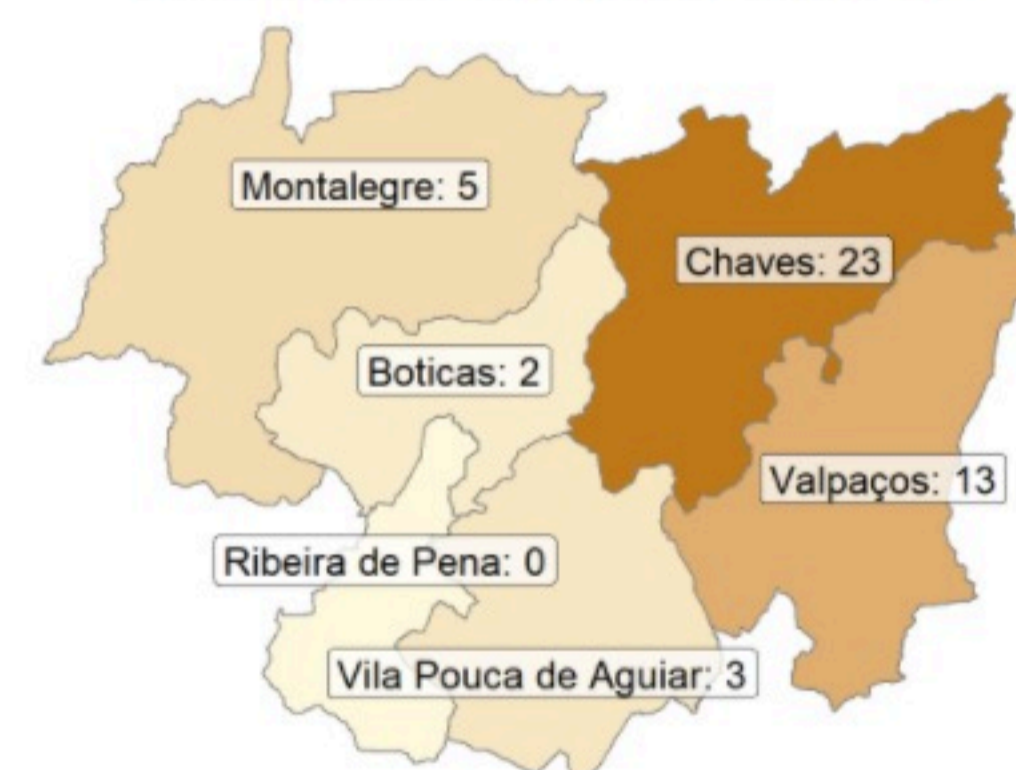 Montalegre: 5
Chaves: 23
Boticas: 2
Valpaços: 13
Ribeira de Pena: 0
Vila Pouca de Aguiar: 3